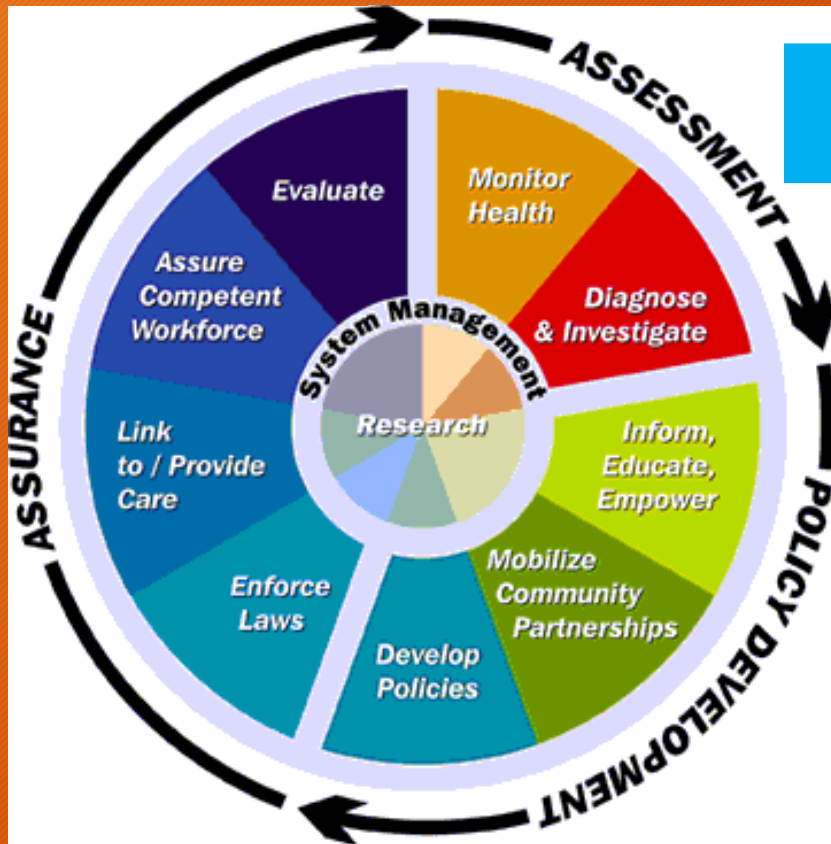 ASSESSMENT
Monitor
Health
Diagnose
& Investigate
POLICY DEVELOPMENT
Inform,
Educate,
Empower
Mobilize
Community
Partnerships
Develop
Policies
ASSURANCE
Enforce
Laws
Link
to / Provide
Care
Assure
Competent
Workforce
Evaluate
System Management
Research